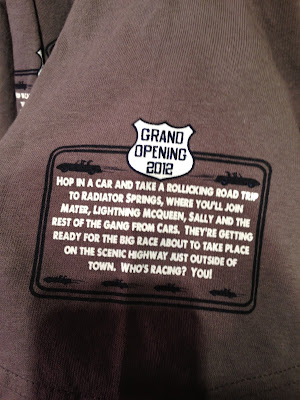 GRAND
OPENING
2012
HOP IN A CAR AND TAKE A ROLLICKING ROAD TRIP
TO RADIATOR SPRINGS, WHERE YOU'LL JOIN
MATER, LIGHTNING MCQUEEN, SALLY AND THE
REST OF THE GANG FROM CARS. THEY'RE GETTING
READY FOR THE BIG RACE ABOUT TO TAKE PLACE
ON THE SCENIC HIGHWAY JUST OUTSIDE OF
TOWN. WHO'S RACING? YOU!